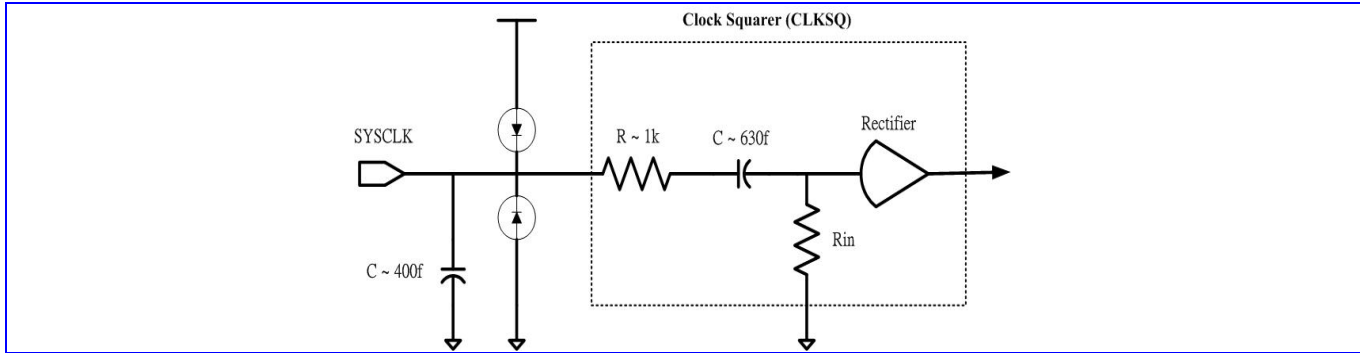 Clock Squarer (CLKSQ)
SYSCLK
R ~ 1k
C ~ 630f
Rectifier
Rin
C ~ 400f